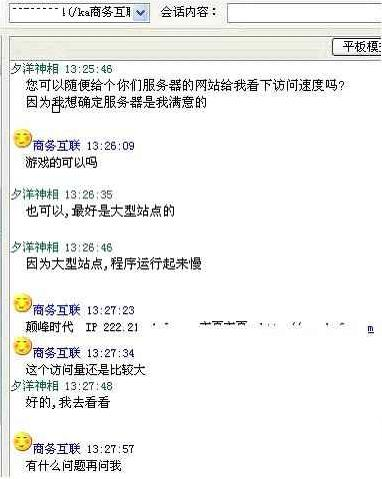 (/ka商务互联 会话内容:
平板模
夕洋神相 13:25:46
您可以随便给个你们服务器的网站给我看下访问速度吗?
因为我想确定服务器是我满意的
商务互联 13:26:09
游戏的可以吗
夕洋神相 13:26:35
也可以,最好是大型站点的
夕洋神相 13:26:46
因为大型站点,程序运行起来慢
商务互联 13:27:23
颠峰时代 IP 222.21
商务互联 13:27:34
这个访问量还是比较大
夕洋神相 13:27:48
好的,我去看看
商务互联 13:27:57
有什么问题再问我